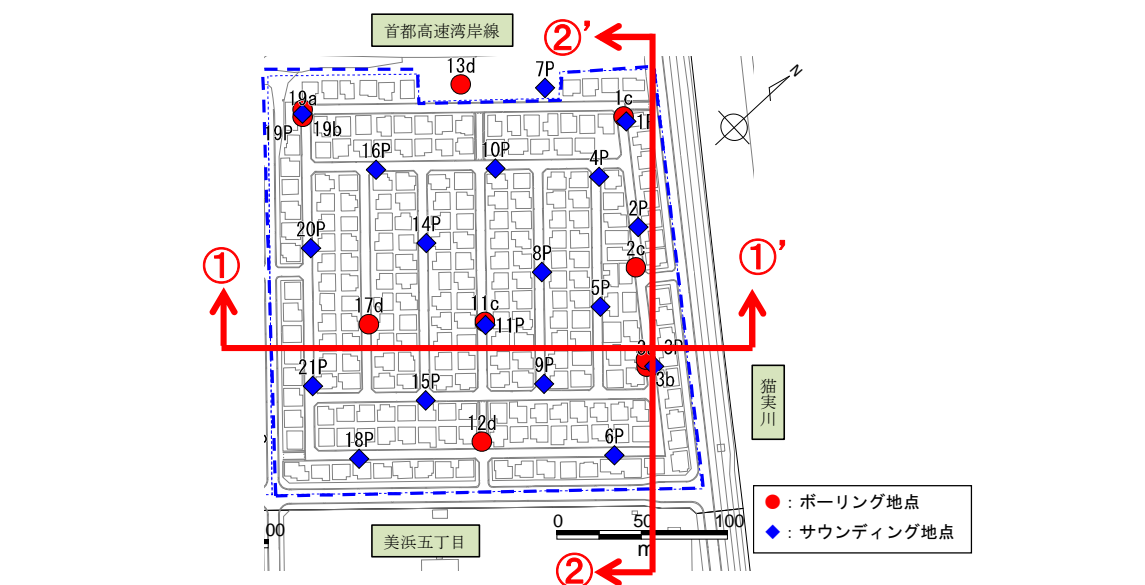 首都高速湾岸線
②’
13d
7P
19a
1c
19P
19b
N
16P
10P
4P
2P
20P
14P
8P
2c
①
①’
5P
17d
11c
11P
3P
3b
21P
15P
9P
猫実川
12d
18P
6P
美浜五丁目
0 50 100
m
②
●：ボーリング地点
◆：サウンディング地点